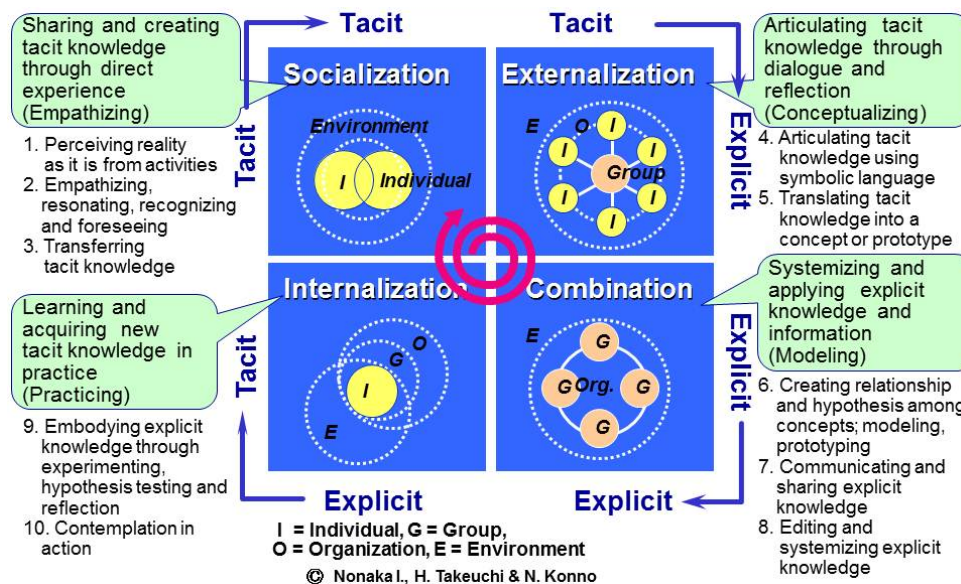 Sharing and creating
tacit knowledge
through direct
experience
(Empathizing)
1. Perceiving reality
as it is from activities
2. Empathizing,
resonating, recognizing
and foreseeing
3. Transferring
tacit knowledge
Tacit
Tacit
Socialization
Environment
I
Individual
Tacit
Externalization
E
O
I
I
I
Group
I
I
I
Explicit
Articulating tacit
knowledge through
dialogue and
reflection
(Conceptualizing)
4. Articulating tacit
knowledge using
symbolic language
5. Translating tacit
knowledge into a
concept or prototype
Learning and
acquiring new
tacit knowledge in
practice
(Practicing)
9. Embodying explicit
knowledge through
experimenting,
hypothesis testing and
reflection
10. Contemplation in
action
Tacit
Internalization
O
G
I
E
Explicit
Combination
E
G
G
Org.
G
G
Explicit
Explicit
Systemizing and
applying explicit
knowledge and
information
(Modeling)
6. Creating relationship
and hypothesis among
concepts; modeling,
prototyping
7. Communicating and
sharing explicit
knowledge
8. Editing and
systemizing explicit
knowledge
I = Individual, G = Group,
O = Organization, E = Environment
© Nonaka I., H. Takeuchi & N. Konno